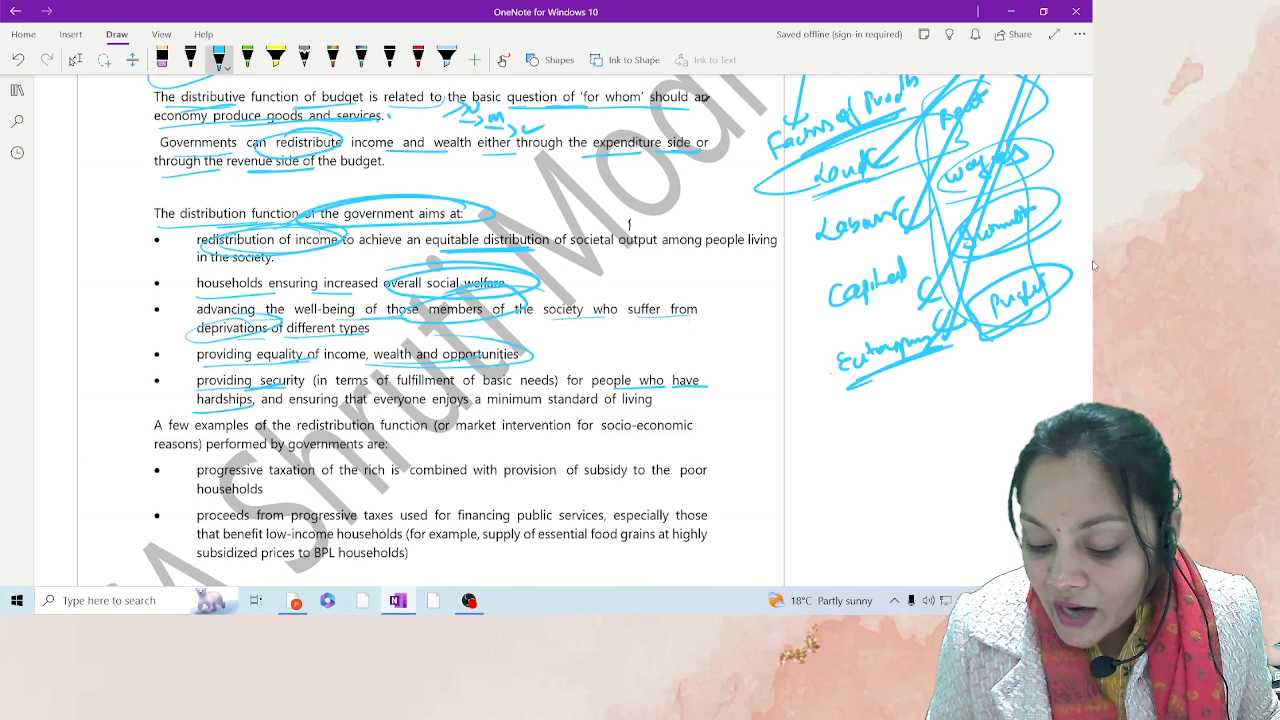 OneNote for Windows 10
Home Insert Draw View Help
Saved offline (sign-in required)
Share
Shapes
Ink to Shape
Ink to Text
The distributive function of budget is related to the basic question of 'for whom' should an
economy produce goods and services.
Governments can redistribute income and wealth either through the expenditure side or
through the revenue side of the budget.
The distribution function of the government aims at:
• redistribution of income to achieve an equitable distribution of societal output among people living
in the society.
• households ensuring increased overall social welfare
• advancing the well-being of those members of the society who suffer from
deprivations of different types
• providing equality of income, wealth and opportunities
• providing security (in terms of fulfillment of basic needs) for people who have
hardships, and ensuring that everyone enjoys a minimum standard of living
A few examples of the redistribution function (or market intervention for socio-economic
reasons) performed by governments are:
• progressive taxation of the rich is combined with provision of subsidy to the poor
households
• proceeds from progressive taxes used for financing public services, especially those
that benefit low-income households (for example, supply of essential food grains at highly
subsidized prices to BPL households)
Shruti Mod
Factors of Prodn
Land
Rent
Labour
Wages
Capital
Interest
Profit
Type here to search
18°C Partly sunny